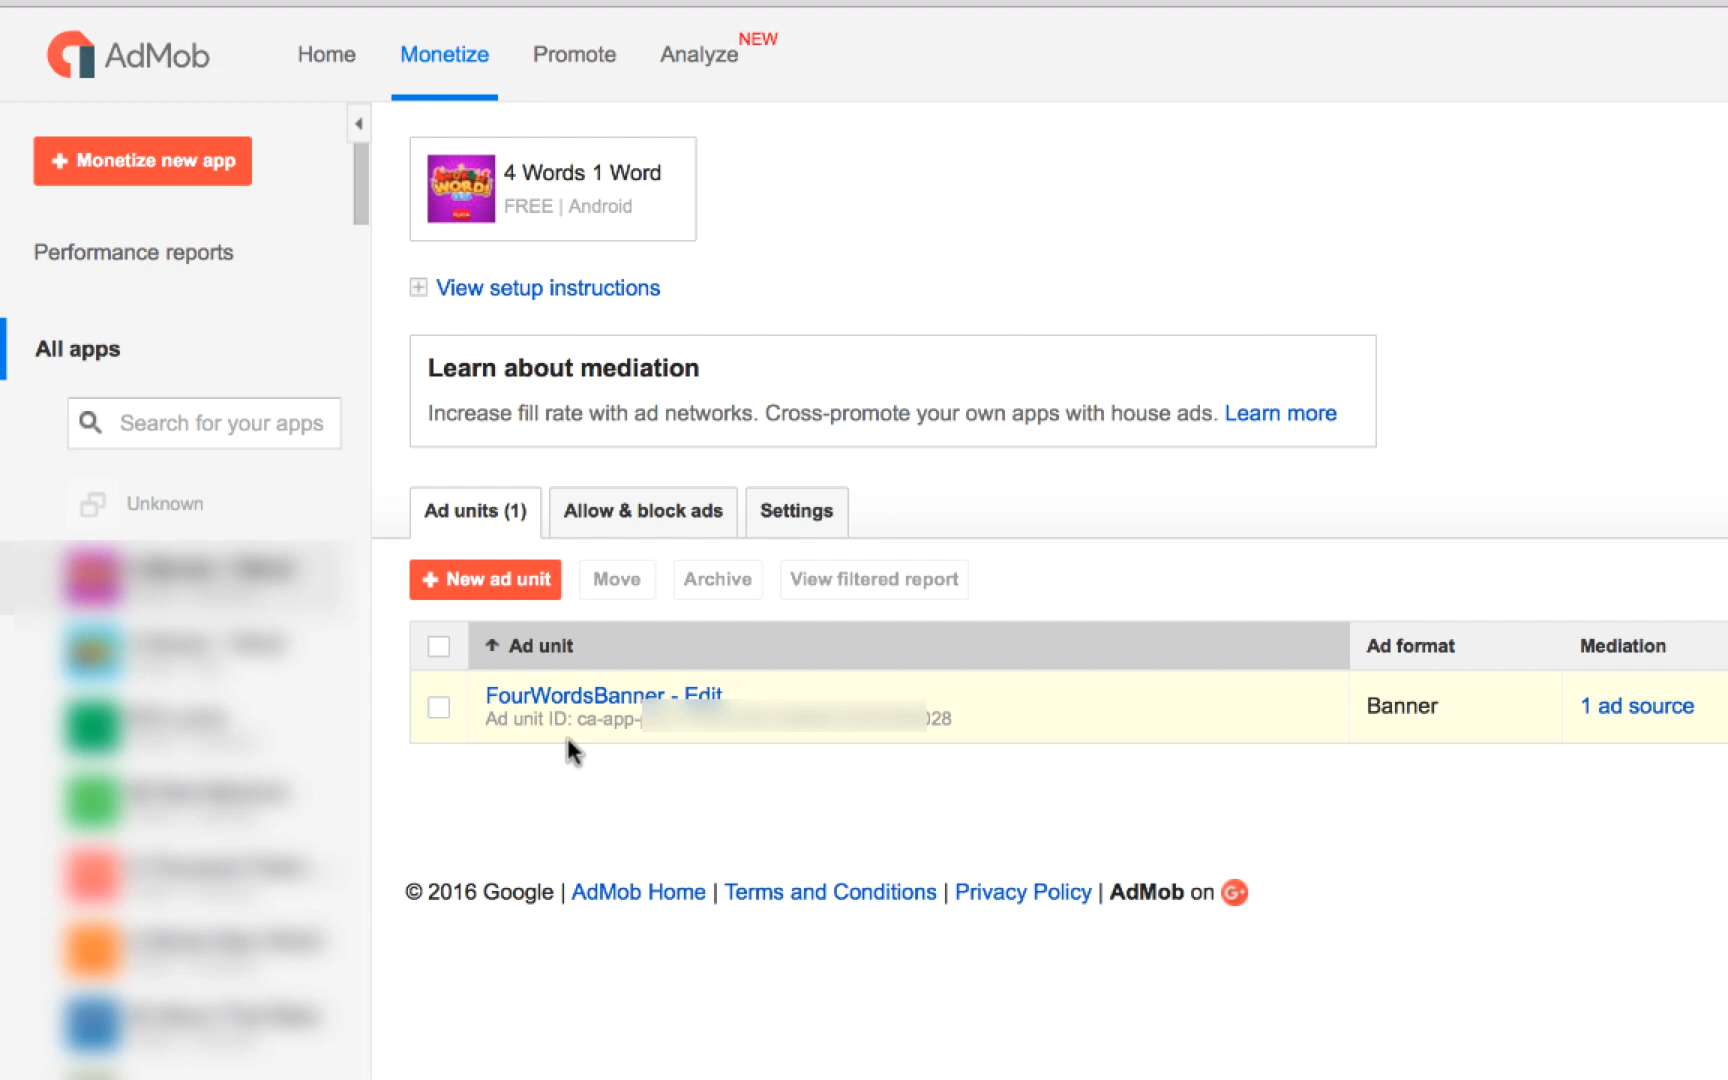 AdMob
Home
Monetize
Promote
Analyze
NEW
Monetize new app
Performance reports
All apps
Search for your apps
Unknown
4 Words 1 Word
FREE | Android
View setup instructions
Learn about mediation
Increase fill rate with ad networks. Cross-promote your own apps with house ads. Learn more
Ad units (1)
Allow & block ads
Settings
New ad unit
Move
Archive
View filtered report
Ad unit
Ad format
Mediation
FourWordsBanner - Edit
Ad unit ID: ca-app- 028
Banner
1 ad source
© 2016 Google | AdMob Home | Terms and Conditions | Privacy Policy | AdMob on G+